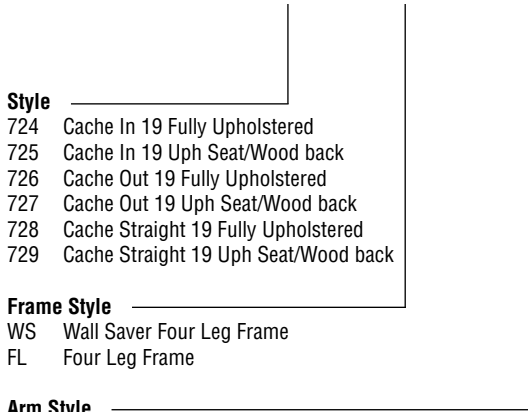 Style
724 Cache In 19 Fully Upholstered
725 Cache In 19 Uph Seat/Wood back
726 Cache Out 19 Fully Upholstered
727 Cache Out 19 Uph Seat/Wood back
728 Cache Straight 19 Fully Upholstered
729 Cache Straight 19 Uph Seat/Wood back
Frame Style
WS Wall Saver Four Leg Frame
FL Four Leg Frame
Arm Style